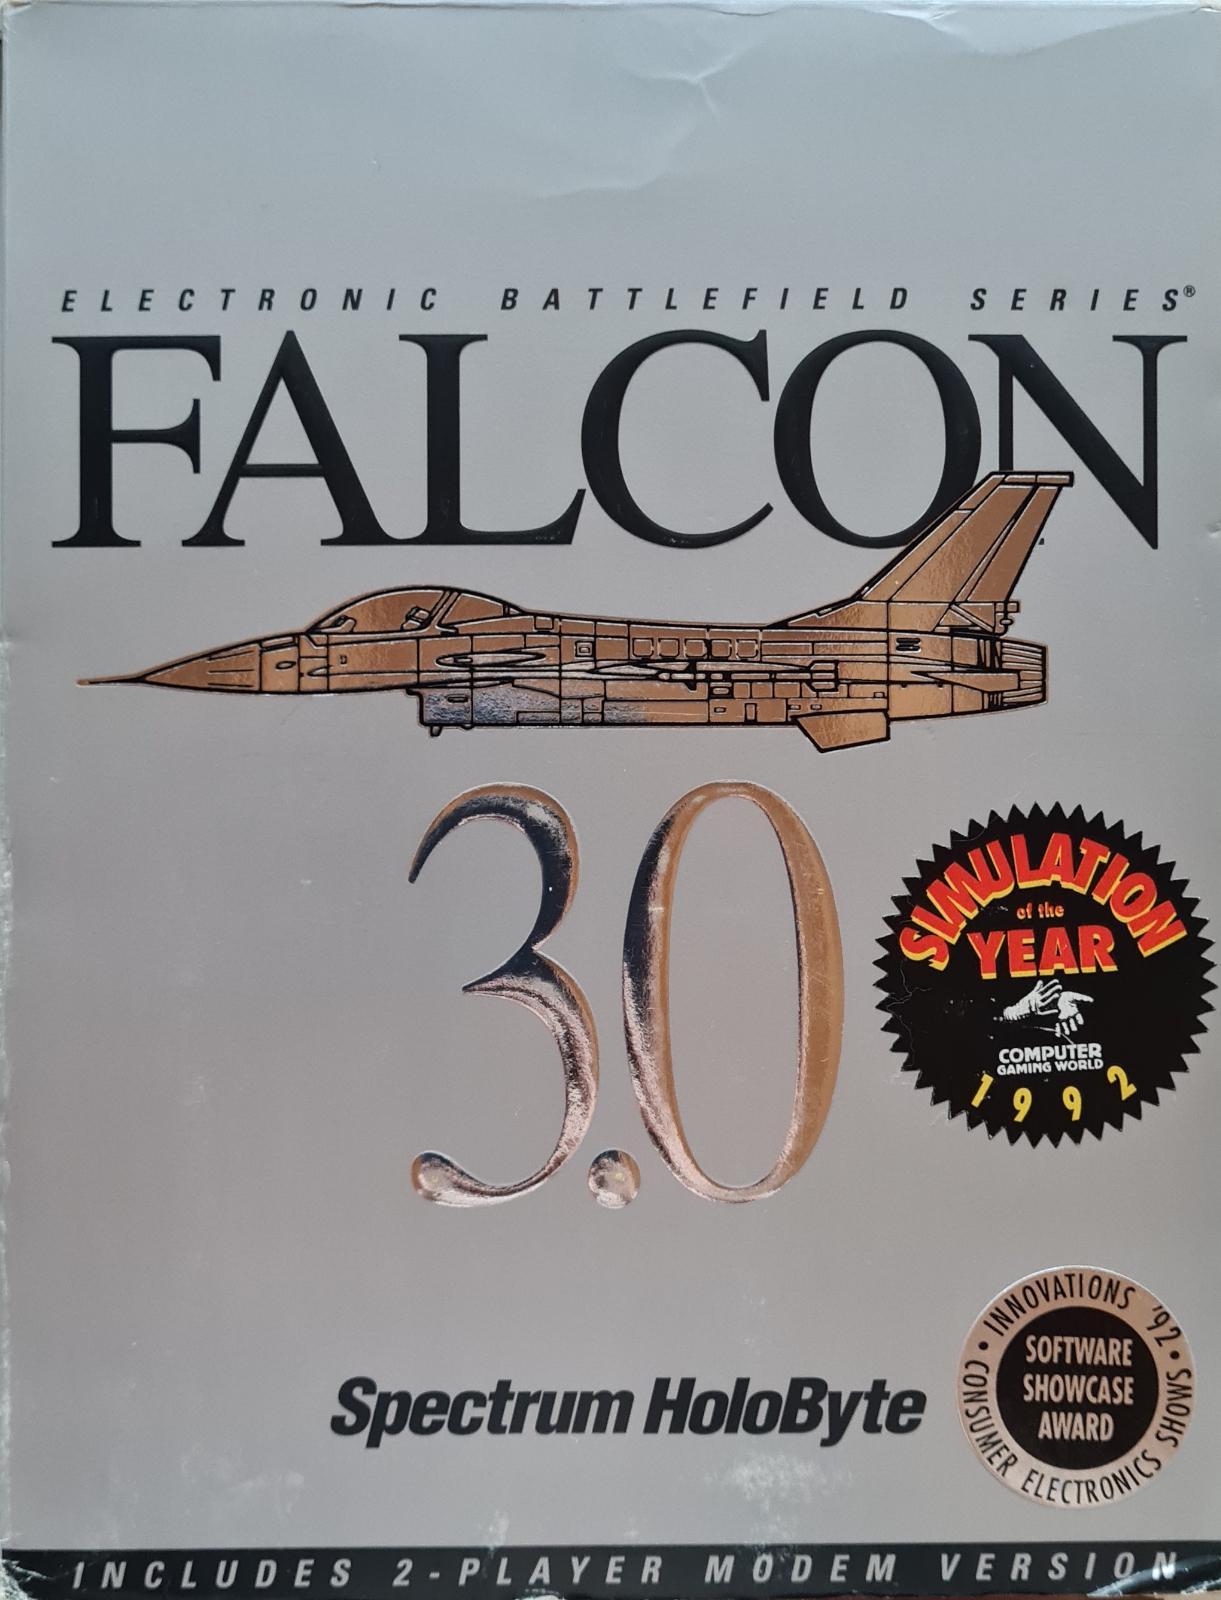 ELECTRONIC BATTLEFIELD SERIES®
FALCON
3.0
SIMULATION
of the
YEAR
COMPUTER
GAMING WORLD
1992
INNOVATIONS '92 • CONSUMER ELECTRONICS SHOWS •
SOFTWARE
SHOWCASE
AWARD
Spectrum HoloByte
INCLUDES 2-PLAYER MODEM VERSION